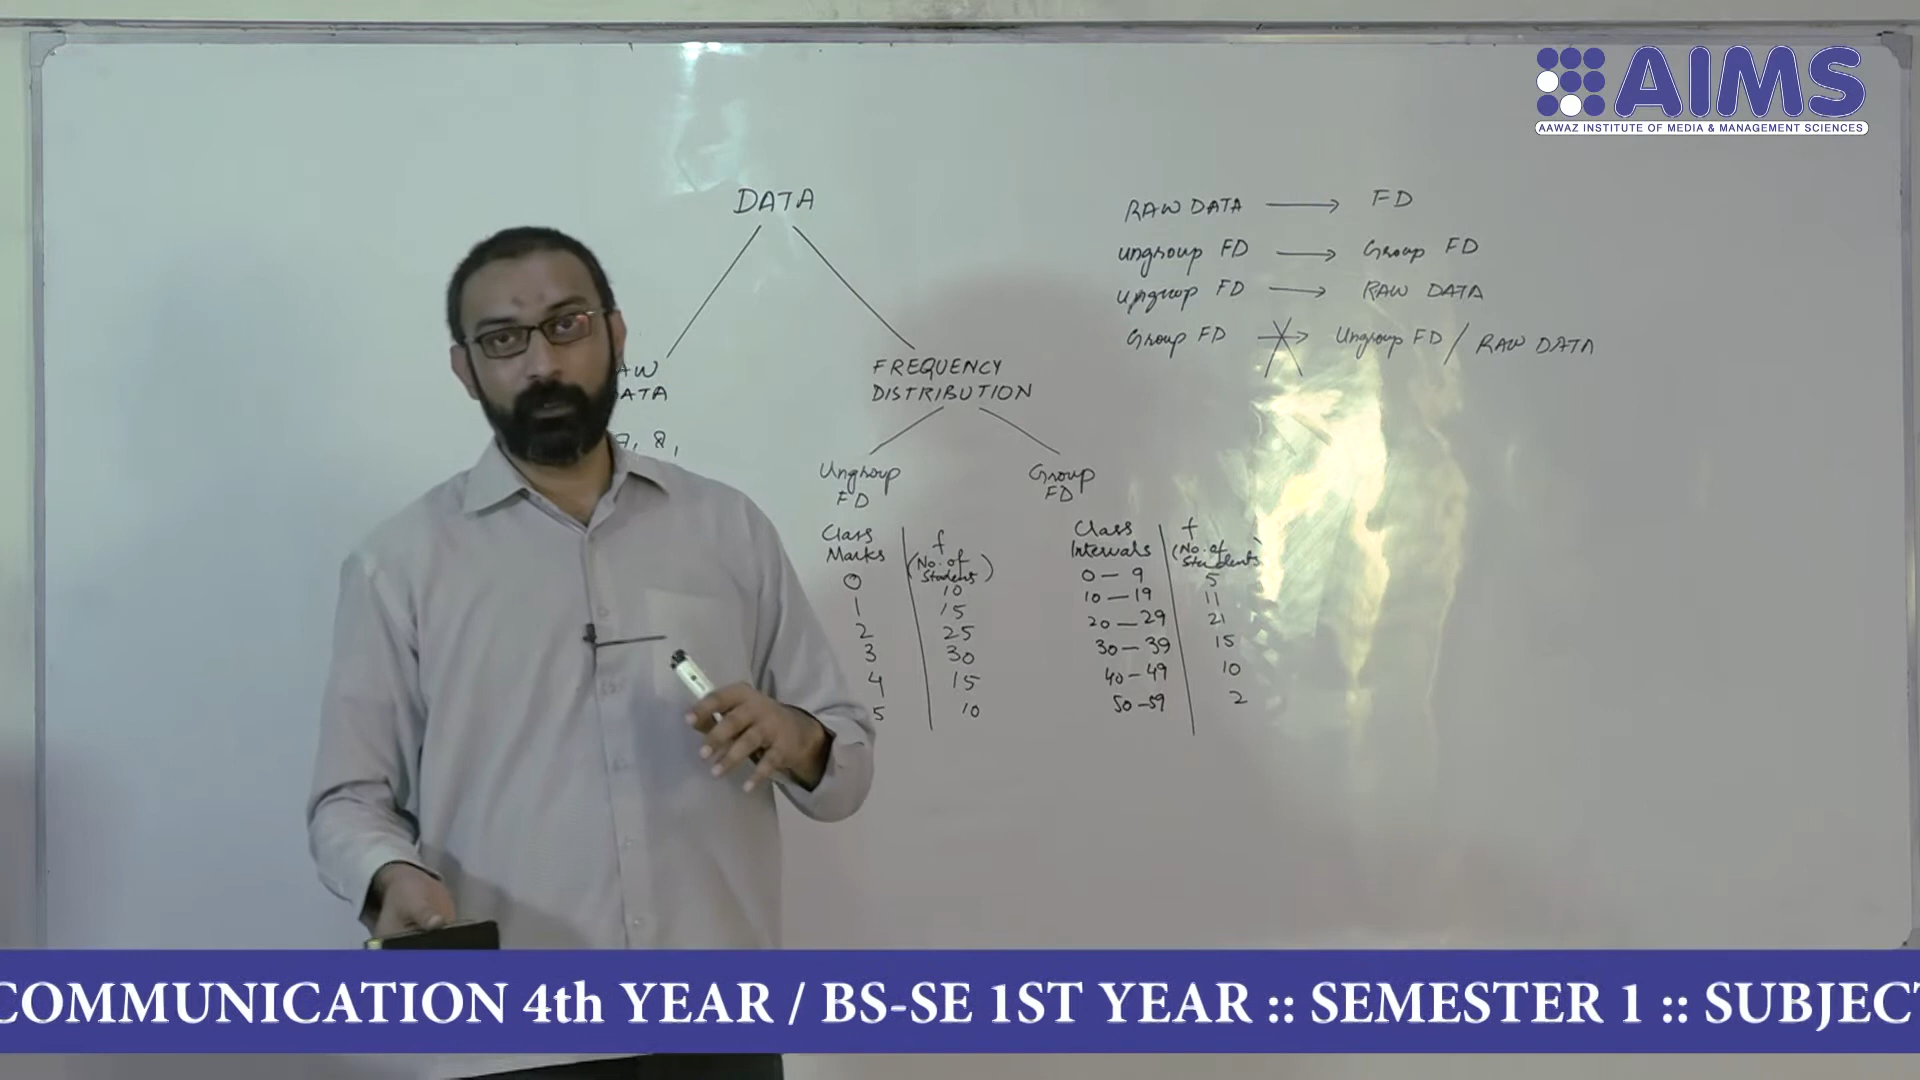 AIMS
AAWAZ INSTITUTE OF MEDIA & MANAGEMENT SCIENCES
DATA
AW
ATA
8,
FREQUENCY
DISTRIBUTION
Ungroup
FD
Class
Marks
f
(No. of
Students)
0 10
1 15
2 25
3 30
4 15
5 10
Group
FD
Class
Intervals
f
(No. of
Students)
0 — 9 5
10 — 19 11
20 — 29 21
30 — 39 15
40 — 49 10
50 — 59 2
RAW DATA → FD
ungroup FD → Group FD
ungroup FD → RAW DATA
Group FD → Ungroup FD / RAW DATA
COMMUNICATION 4th YEAR / BS-SE 1ST YEAR :: SEMESTER 1 :: SUBJECT